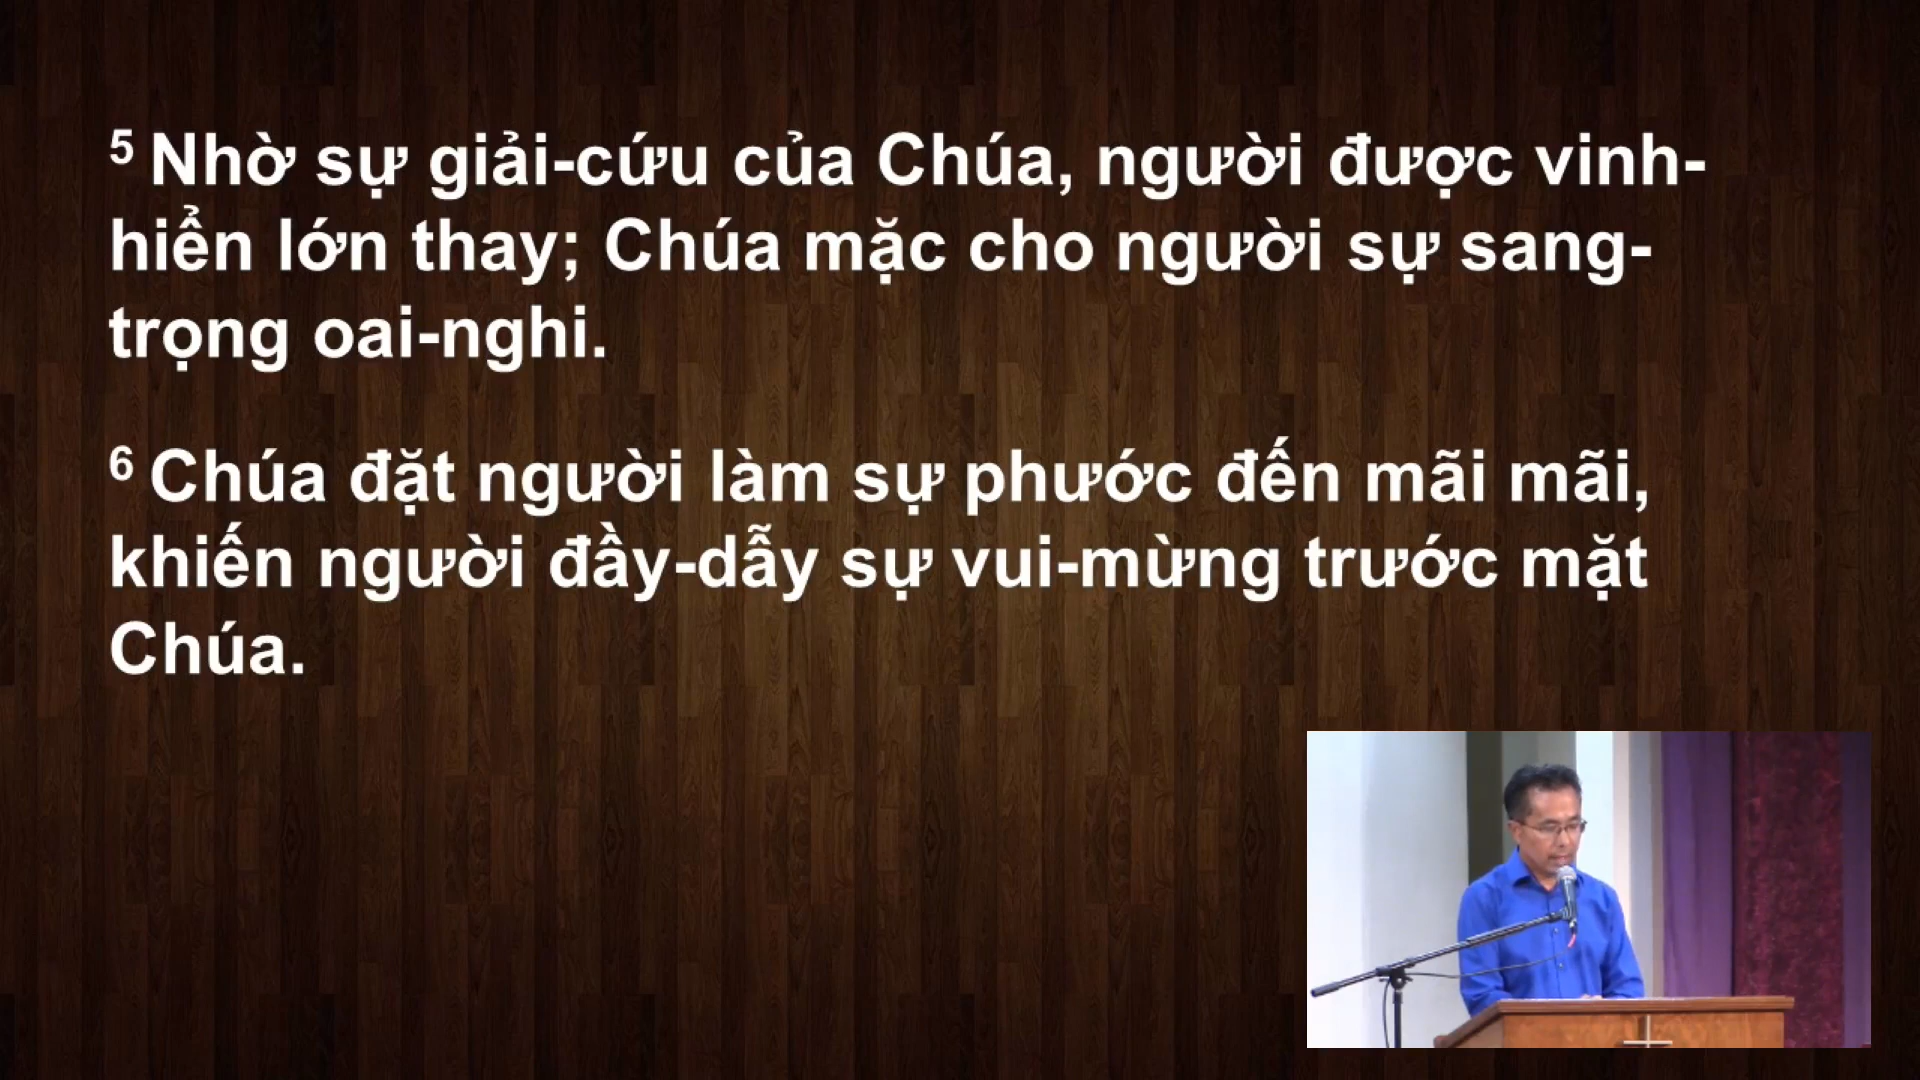 5 Nhờ sự giải-cứu của Chúa, người được vinh-
hiển lớn thay; Chúa mặc cho người sự sang-
trọng oai-nghi.
6 Chúa đặt người làm sự phước đến mãi mãi,
khiến người đầy-dẫy sự vui-mừng trước mặt
Chúa.